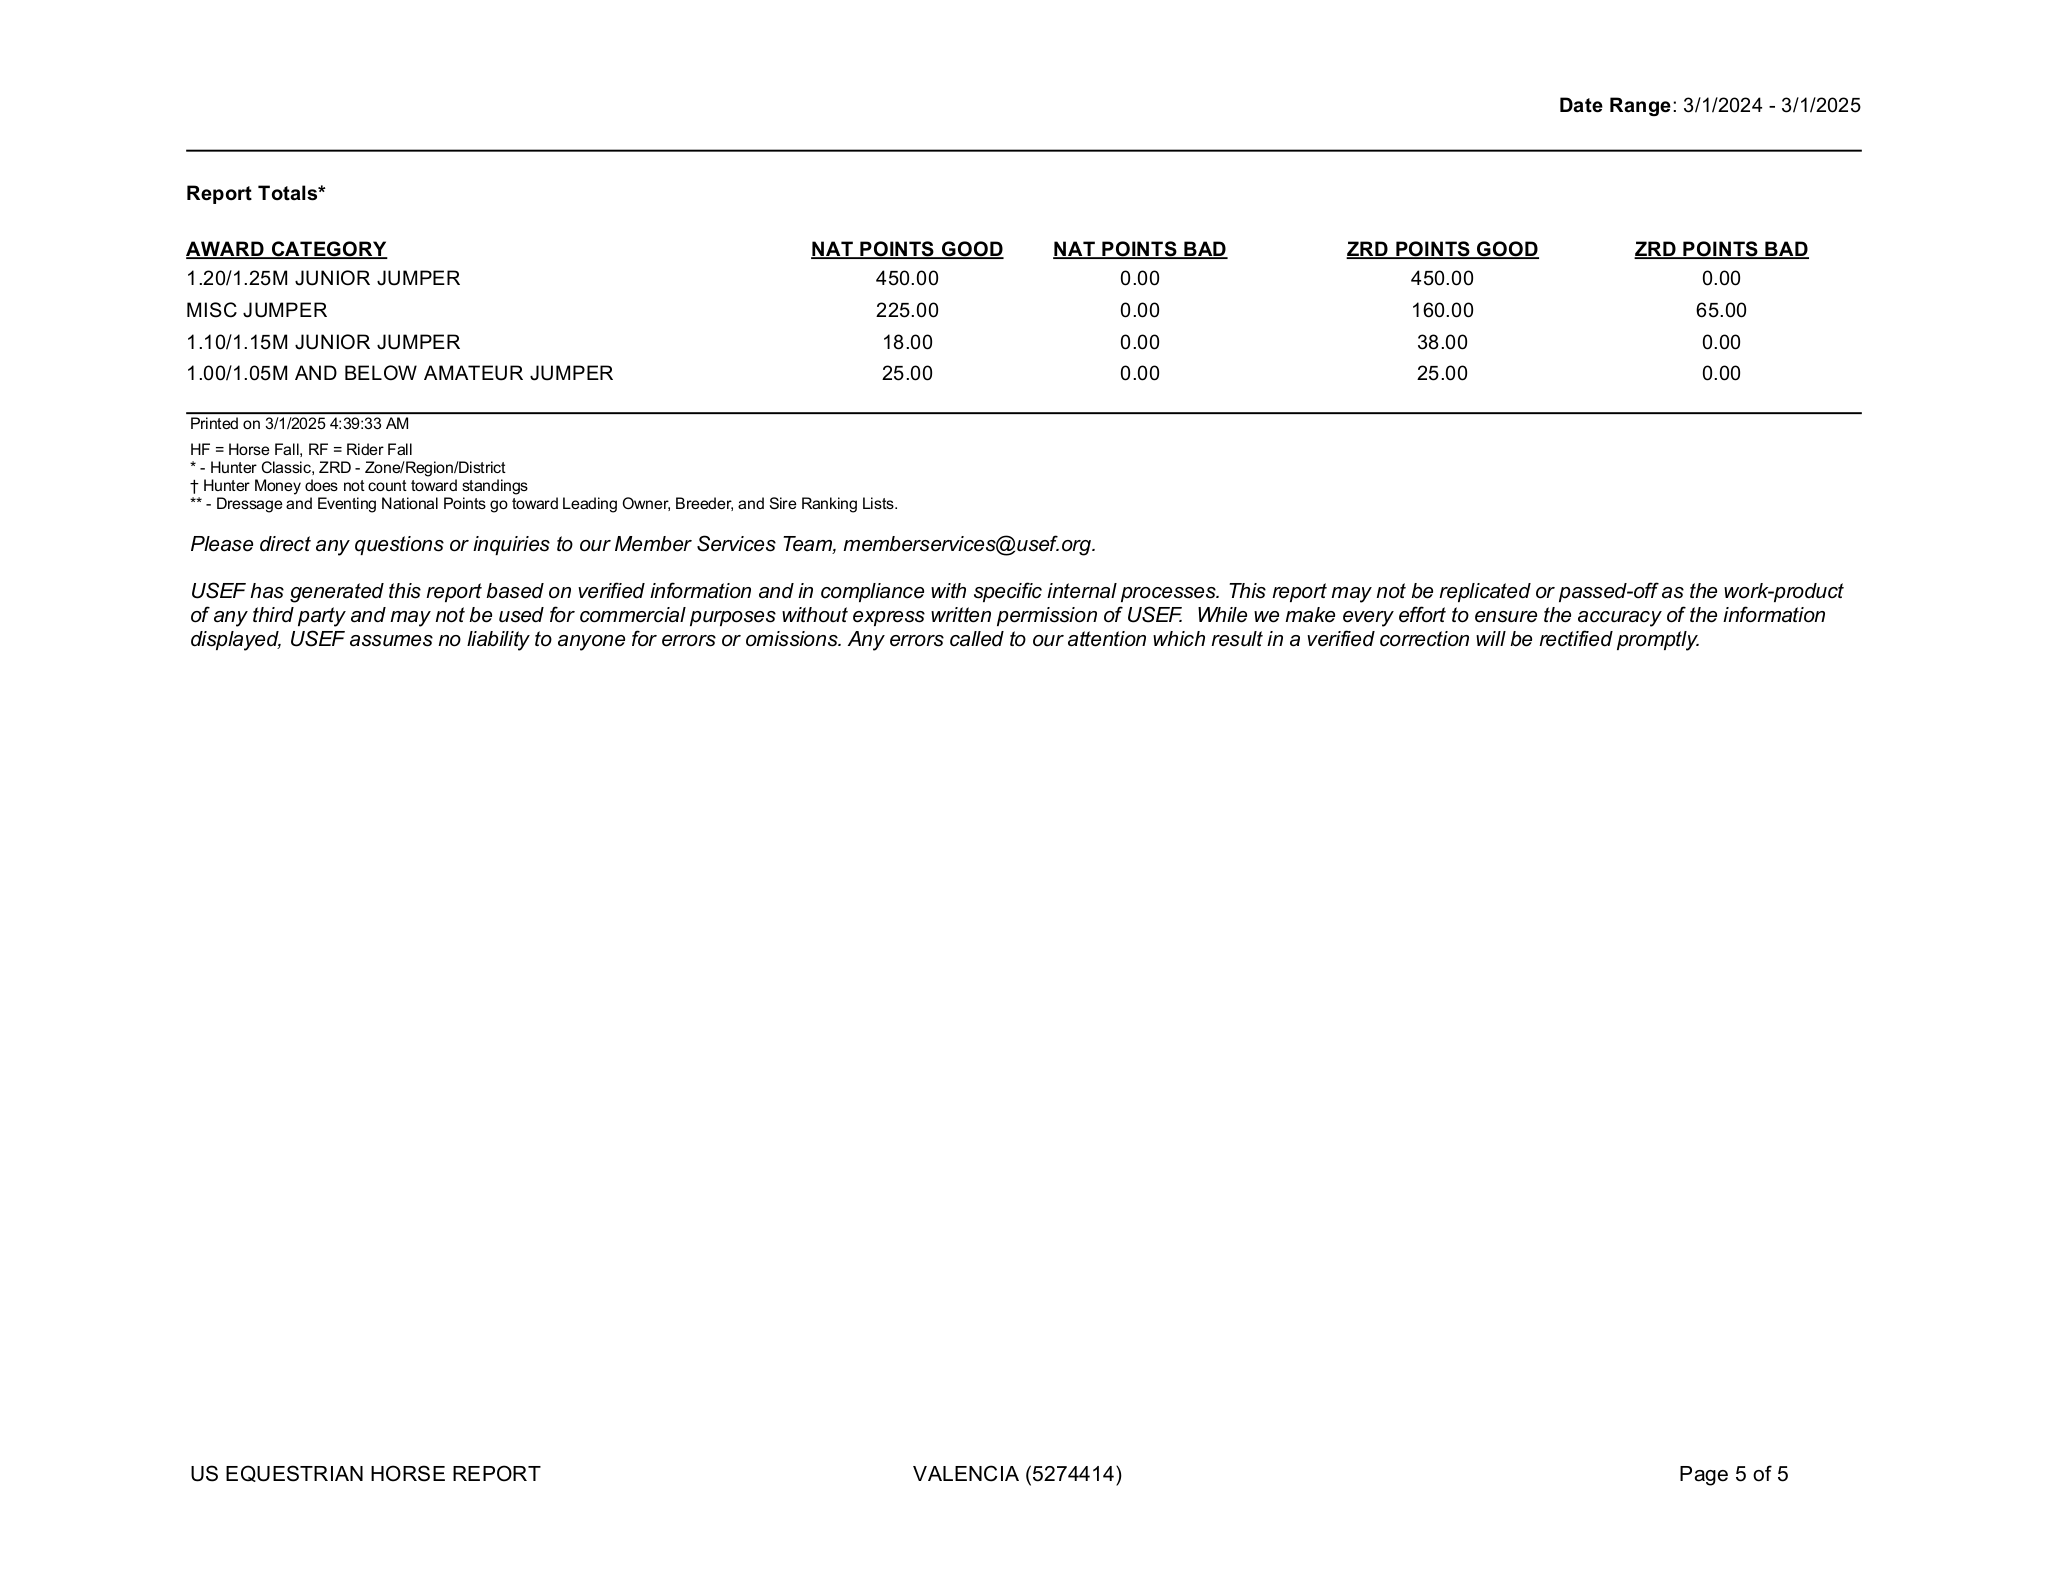 Date Range: 3/1/2024 - 3/1/2025
Report Totals*
AWARD CATEGORY NAT POINTS GOOD NAT POINTS BAD ZRD POINTS GOOD ZRD POINTS BAD
1.20/1.25M JUNIOR JUMPER 450.00 0.00 450.00 0.00
MISC JUMPER 225.00 0.00 160.00 65.00
1.10/1.15M JUNIOR JUMPER 18.00 0.00 38.00 0.00
1.00/1.05M AND BELOW AMATEUR JUMPER 25.00 0.00 25.00 0.00
Printed on 3/1/2025 4:39:33 AM
HF = Horse Fall, RF = Rider Fall
* - Hunter Classic, ZRD - Zone/Region/District
† Hunter Money does not count toward standings
** - Dressage and Eventing National Points go toward Leading Owner, Breeder, and Sire Ranking Lists.
Please direct any questions or inquiries to our Member Services Team, memberservices@usef.org.
USEF has generated this report based on verified information and in compliance with specific internal processes. This report may not be replicated or passed-off as the work-product
of any third party and may not be used for commercial purposes without express written permission of USEF.  While we make every effort to ensure the accuracy of the information
displayed, USEF assumes no liability to anyone for errors or omissions. Any errors called to our attention which result in a verified correction will be rectified promptly.
US EQUESTRIAN HORSE REPORT VALENCIA (5274414) Page 5 of 5